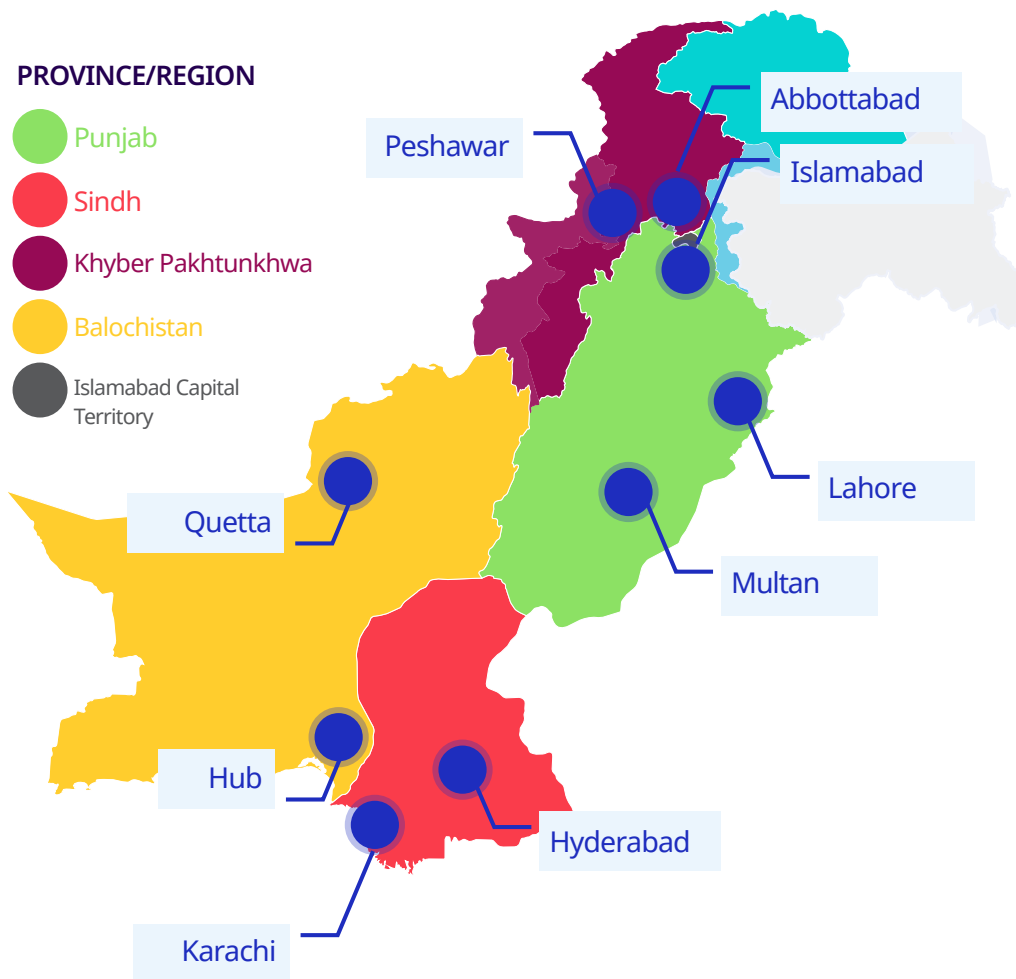 PROVINCE/REGION
Punjab
Sindh
Khyber Pakhtunkhwa
Balochistan
Islamabad Capital
Territory
Abbottabad
Peshawar
Islamabad
Lahore
Quetta
Multan
Hub
Hyderabad
Karachi